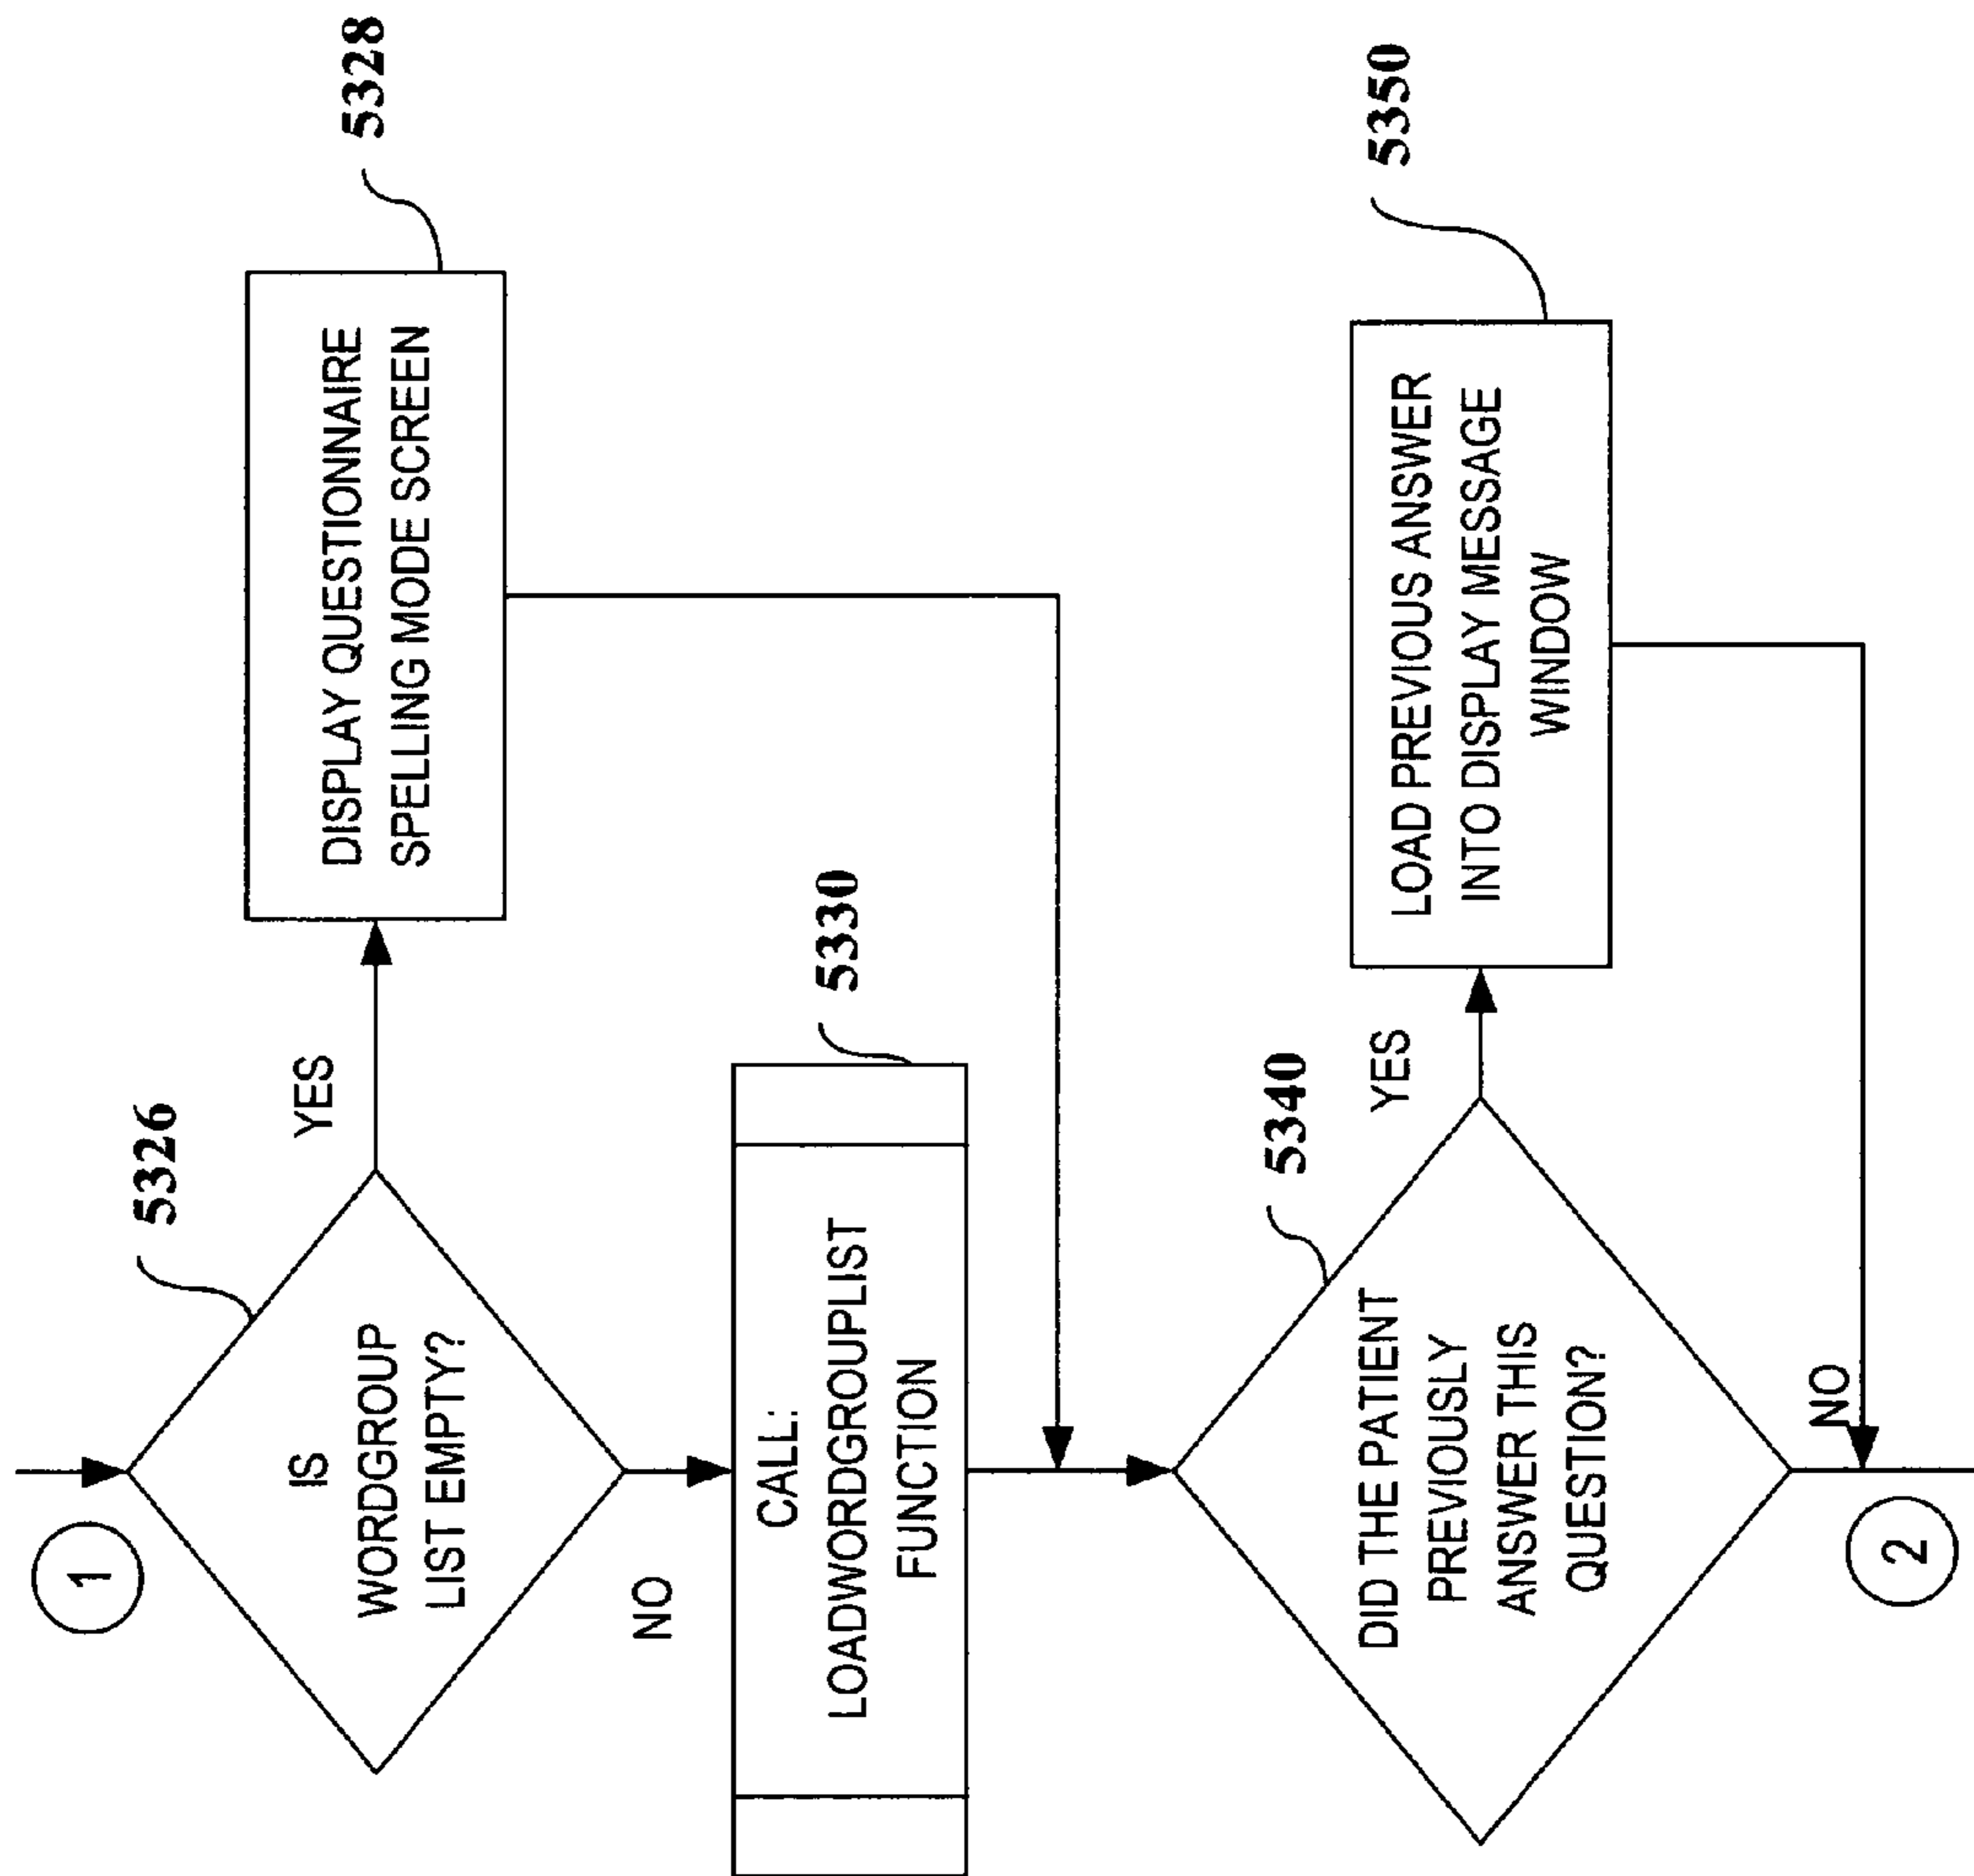 1
5326
IS
WORDGROUP
LIST EMPTY?
YES
DISPLAY QUESTIONNAIRE
SPELLING MODE SCREEN
5328
NO
CALL:
LOADWORDGROUPLIST
FUNCTION
5330
DID THE PATIENT
PREVIOUSLY
ANSWER THIS
QUESTION?
5340
YES
LOAD PREVIOUS ANSWER
INTO DISPLAY MESSAGE
WINDOW
5350
NO
2